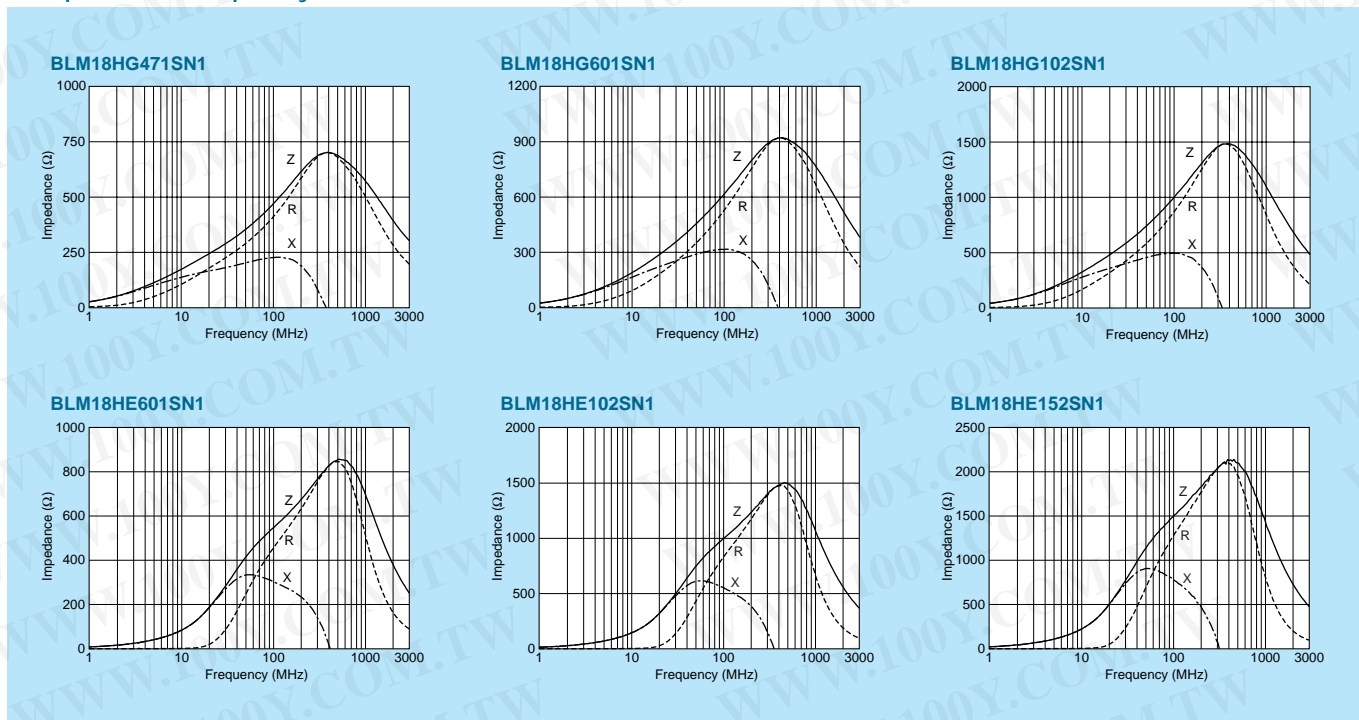 BLM18HG471SN1
1000
750
500
250
0
Impedance (Ω)
Z
R
X
1 10 100 1000 3000
Frequency (MHz)
BLM18HG601SN1
1200
900
600
300
0
Impedance (Ω)
Z
R
X
1 10 100 1000 3000
Frequency (MHz)
BLM18HG102SN1
2000
1500
1000
500
0
Impedance (Ω)
Z
R
X
1 10 100 1000 3000
Frequency (MHz)
BLM18HE601SN1
1000
800
600
400
200
0
Impedance (Ω)
Z
R
X
1 10 100 1000 3000
Frequency (MHz)
BLM18HE102SN1
2000
1500
1000
500
0
Impedance (Ω)
Z
R
X
1 10 100 1000 3000
Frequency (MHz)
BLM18HE152SN1
2500
2000
1500
1000
500
0
Impedance (Ω)
Z
R
X
1 10 100 1000 3000
Frequency (MHz)
WWW.100Y.COM.TW